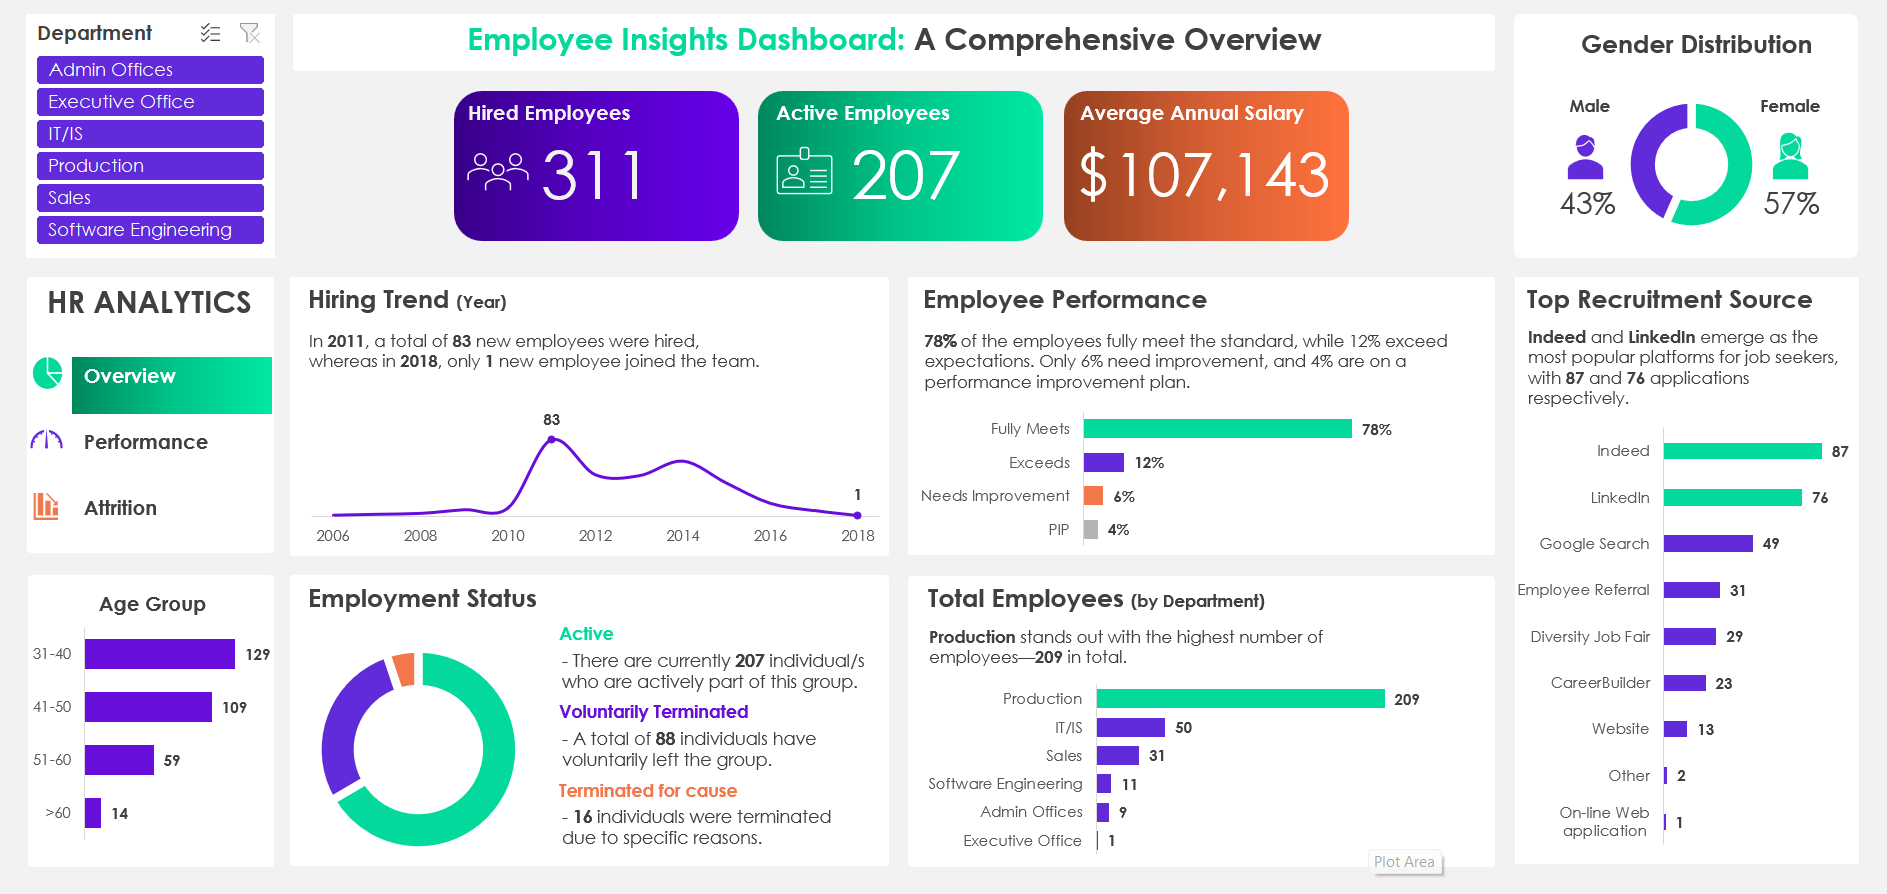 Department
Admin Offices
Executive Office
IT/IS
Production
Sales
Software Engineering
Employee Insights Dashboard: A Comprehensive Overview
Hired Employees
311
Active Employees
207
Average Annual Salary
$107,143
Gender Distribution
Male
Female
43%
57%
HR ANALYTICS
Overview
Performance
Attrition
Hiring Trend (Year)
In 2011, a total of 83 new employees were hired,
whereas in 2018, only 1 new employee joined the team.
83
1
2006 2008 2010 2012 2014 2016 2018
Employee Performance
78% of the employees fully meet the standard, while 12% exceed
expectations. Only 6% need improvement, and 4% are on a
performance improvement plan.
Fully Meets 78%
Exceeds 12%
Needs Improvement 6%
PIP 4%
Top Recruitment Source
Indeed and LinkedIn emerge as the
most popular platforms for job seekers,
with 87 and 76 applications
respectively.
Indeed 87
LinkedIn 76
Google Search 49
Employee Referral 31
Diversity Job Fair 29
CareerBuilder 23
Website 13
Other 2
On-line Web
application 1
Age Group
31-40 129
41-50 109
51-60 59
>60 14
Employment Status
Active
- There are currently 207 individual/s
who are actively part of this group.
Voluntarily Terminated
- A total of 88 individuals have
voluntarily left the group.
Terminated for cause
- 16 individuals were terminated
due to specific reasons.
Total Employees (by Department)
Production stands out with the highest number of
employees—209 in total.
Production 209
IT/IS 50
Sales 31
Software Engineering 11
Admin Offices 9
Executive Office 1
Plot Area